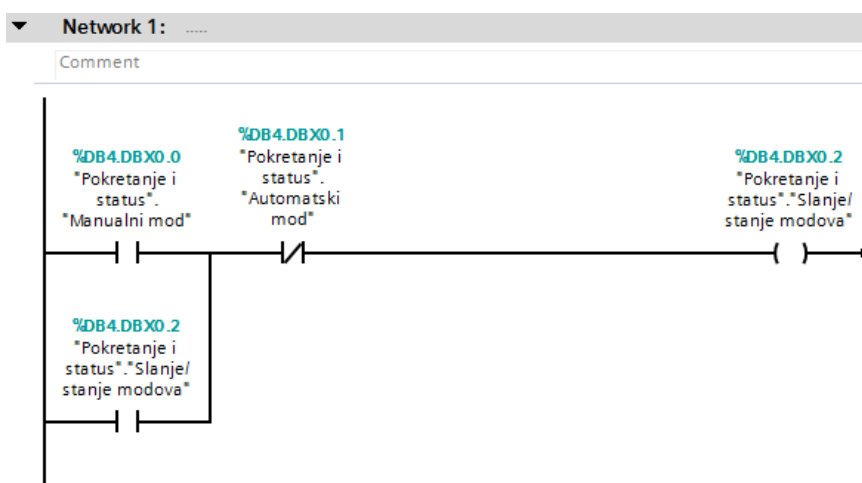 Network 1: .....
Comment
%DB4.DBX0.0
"Pokretanje i
status".
"Manualni mod"
%DB4.DBX0.1
"Pokretanje i
status".
"Automatski
mod"
%DB4.DBX0.2
"Pokretanje i
status"."Slanje/
stanje modova"
%DB4.DBX0.2
"Pokretanje i
status"."Slanje/
stanje modova"